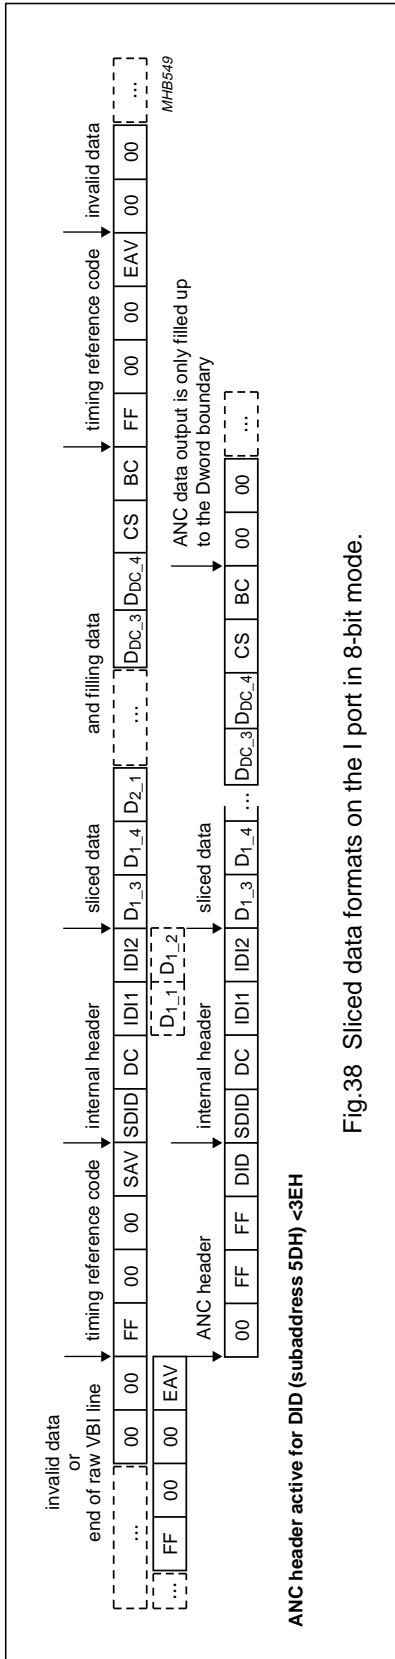 invalid data
or
end of raw VBI line
timing reference code
internal header
sliced data
and filling data
timing reference code
invalid data
... 00 00 FF 00 00 SAV SDID DC IDI1 IDI2 D1_3 D1_4 D2_1 ... DDC_3 DDC_4 CS BC FF 00 00 EAV 00 00 ...
... FF 00 00 EAV
D1_1 D1_2
MHB549
ANC header
internal header
sliced data
ANC data output is only filled up
to the Dword boundary
00 FF FF DID SDID DC IDI1 IDI2 D1_3 D1_4 ... DDC_3 DDC_4 CS BC 00 00 ...
ANC header active for DID (subaddress 5DH) <3EH
Fig.38 Sliced data formats on the I port in 8-bit mode.